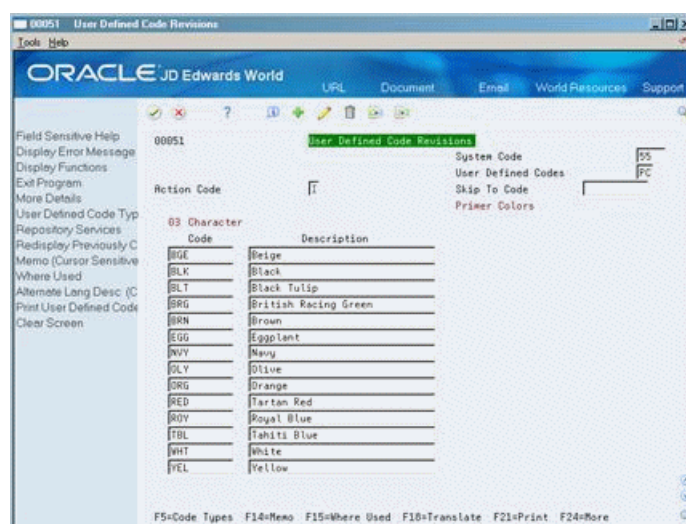 00051 User Defined Code Revisions
Tools Help
ORACLE JD Edwards World
URL Document Email World Resources Support
Field Sensitive Help
Display Error Message
Display Functions
Exit Program
More Details
User Defined Code Typ
Repository Services
Redisplay Previously C
Memo (Cursor Sensitive
Where Used
Alternate Lang Desc (C
Print User Defined Code
Clear Screen
00051 User Defined Code Revisions
System Code 55
User Defined Codes PC
Action Code I Skip To Code
Primer Colors
03 Character
Code Description
BGE Beige
BLK Black
BLT Black Tulip
BRG British Racing Green
BRN Brown
EGG Eggplant
NVY Navy
OLY Olive
ORG Orange
RED Tartan Red
ROY Royal Blue
TBL Tahiti Blue
WHT White
YEL Yellow
F5=Code Types F14=Memo F15=Where Used F18=Translate F21=Print F24=More